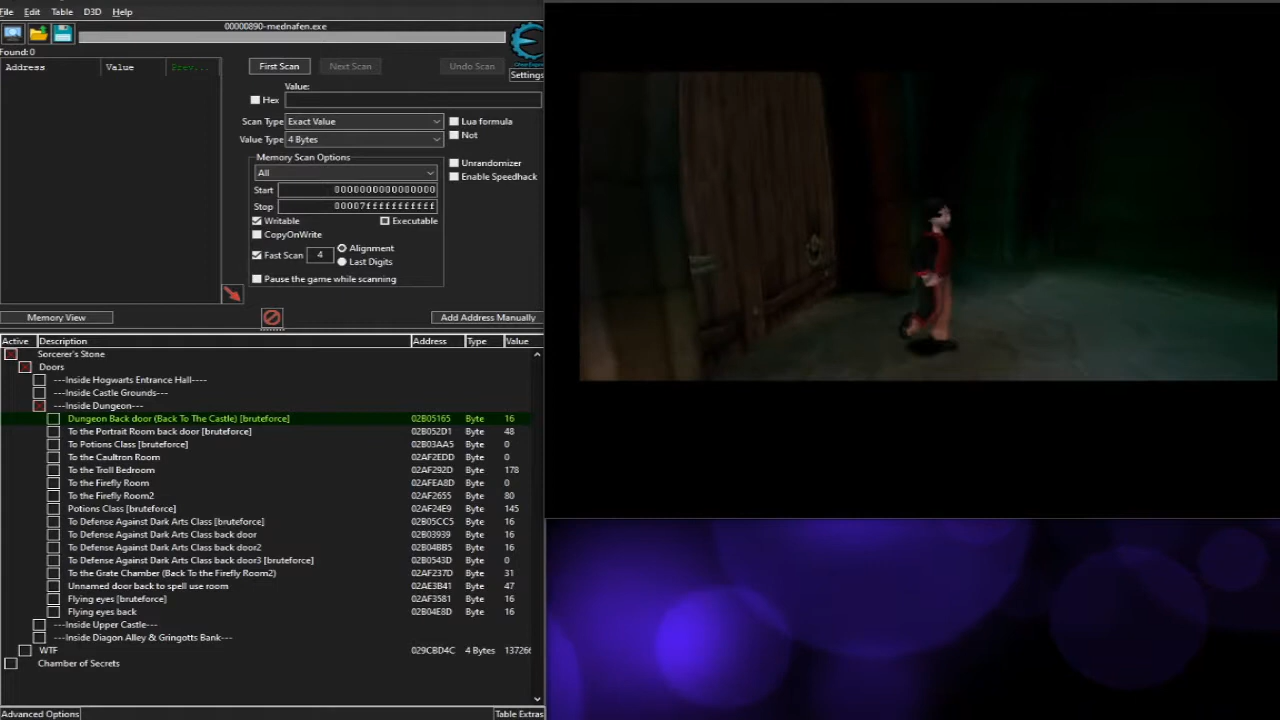 File Edit Table D3D Help
00000890-mednafen.exe
Found:0
Address Value Prev...
First Scan Next Scan Undo Scan
Settings
Value:
Hex
Scan Type Exact Value Lua formula
Value Type 4 Bytes Not
Memory Scan Options
All
Unrandomizer
Enable Speedhack
Start 0000000000000000
Stop 00007fffffffffff
Writable Executable
CopyOnWrite
Fast Scan 4 Alignment
Last Digits
Pause the game while scanning
Memory View Add Address Manually
Active Description Address Type Value
Sorcerer's Stone
Doors
---Inside Hogwarts Entrance Hall----
---Inside Castle Grounds---
---Inside Dungeon---
Dungeon Back door (Back To The Castle) [bruteforce] 02B05165 Byte 16
To the Portrait Room back door [bruteforce] 02B052D1 Byte 48
To Potions Class [bruteforce] 02B03AA5 Byte 0
To the Caultron Room 02AF2EDD Byte 0
To the Troll Bedroom 02AF292D Byte 178
To the Firefly Room 02AFEA8D Byte 0
To the Firefly Room2 02AF2655 Byte 80
Potions Class [bruteforce] 02AF24E9 Byte 145
To Defense Against Dark Arts Class [bruteforce] 02B05CC5 Byte 16
To Defense Against Dark Arts Class back door 02B03939 Byte 16
To Defense Against Dark Arts Class back door2 02B04BB5 Byte 16
To Defense Against Dark Arts Class back door3 [bruteforce] 02B0543D Byte 0
To the Grate Chamber (Back To the Firefly Room2) 02AF237D Byte 31
Unnamed door back to spell use room 02AE3B41 Byte 47
Flying eyes [bruteforce] 02AF3581 Byte 16
Flying eyes back 02B04E8D Byte 16
---Inside Upper Castle---
---Inside Diagon Alley & Gringotts Bank---
WTF 029CBD4C 4 Bytes 137266
Chamber of Secrets
Advanced Options Table Extras